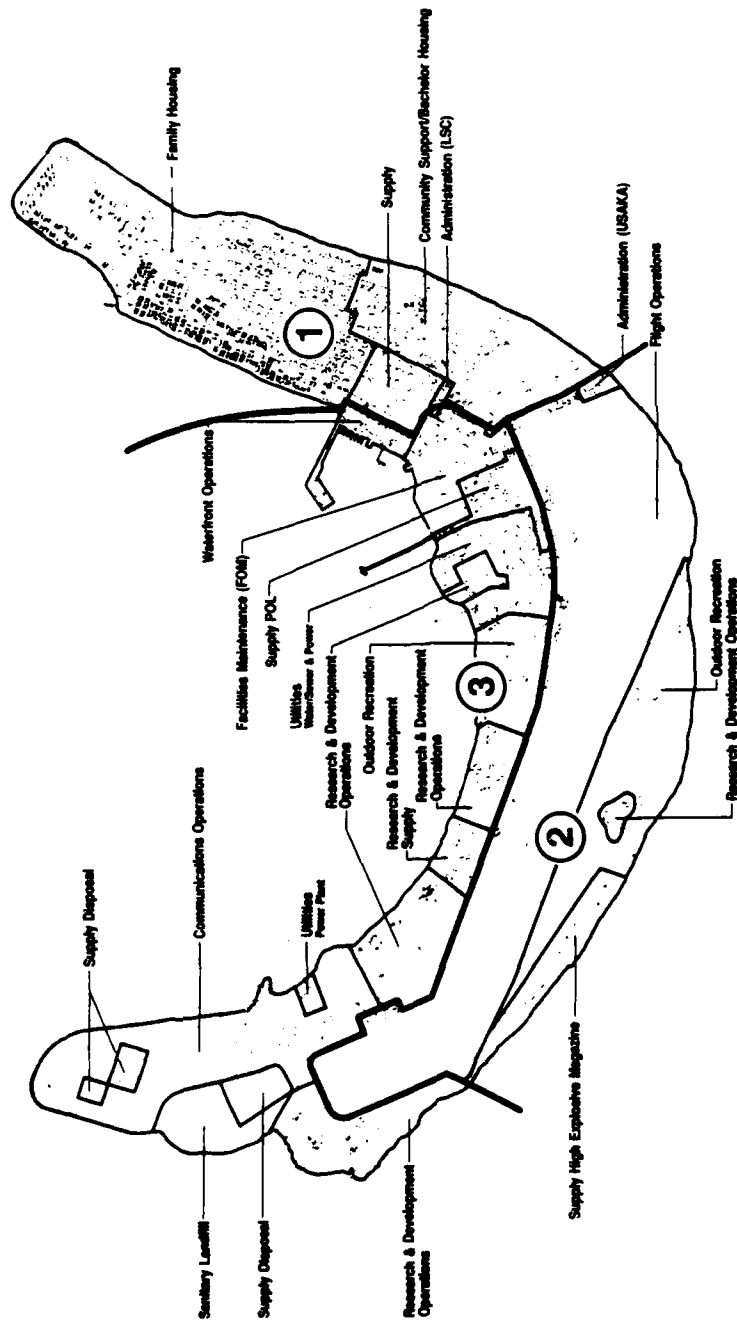 Sanitary Landfill
Supply Disposal
Supply Disposal
Communications Operations
Utilities
Power Plant
Research & Development
Operations
Research & Development
Supply
Research & Development
Operations
Outdoor Recreation
Research & Development
Operations
Utilities
Water/Sewer & Power
Supply POL
Facilities Maintenance (FOM)
Waterfront Operations
Family Housing
Supply
Community Support/Bachelor Housing
Administration (LSC)
Administration (USAKA)
Flight Operations
Outdoor Recreation
Research & Development Operations
Supply High Explosive Magazine
Research & Development
Operations
1
2
3